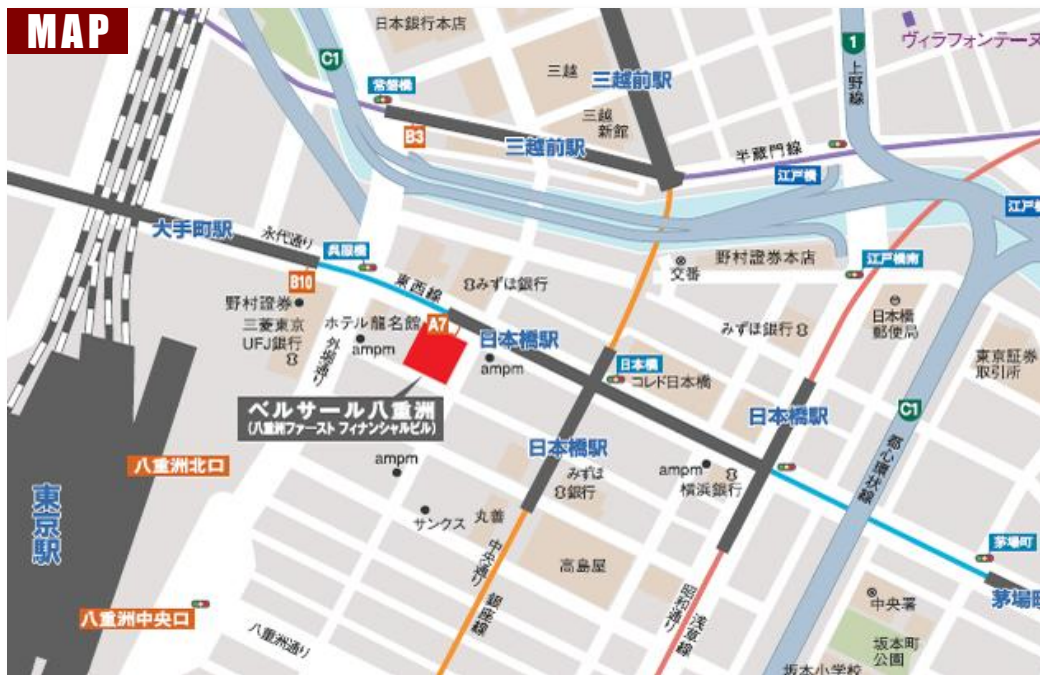 MAP
日本銀行本店
C1
常盤橋
B3
三越
三越前駅
三越
新館
三越前駅
半蔵門線
1
上野線
ヴィラフォンテーヌ
江戸橋
大手町駅
永代通り
呉服橋
B10
野村證券
三菱東京
UFJ銀行
外堀通り
ホテル龍名館
ampm
東西線
みずほ銀行
A7
日本橋駅
ampm
交番
野村證券本店
江戸橋南
みずほ銀行
日本橋
郵便局
東京証券
取引所
日本橋
コレド日本橋
日本橋駅
C1
都心環状線
ベルサール八重洲
(八重洲ファースト フィナンシャルビル)
日本橋駅
八重洲北口
ampm
サンクス
丸善
みずほ
銀行
ampm
横浜銀行
東京駅
高島屋
中央通り
銀座線
昭和通り
浅草線
茅場町
八重洲中央口
八重洲通り
中央署
坂本町
公園
坂本小学校